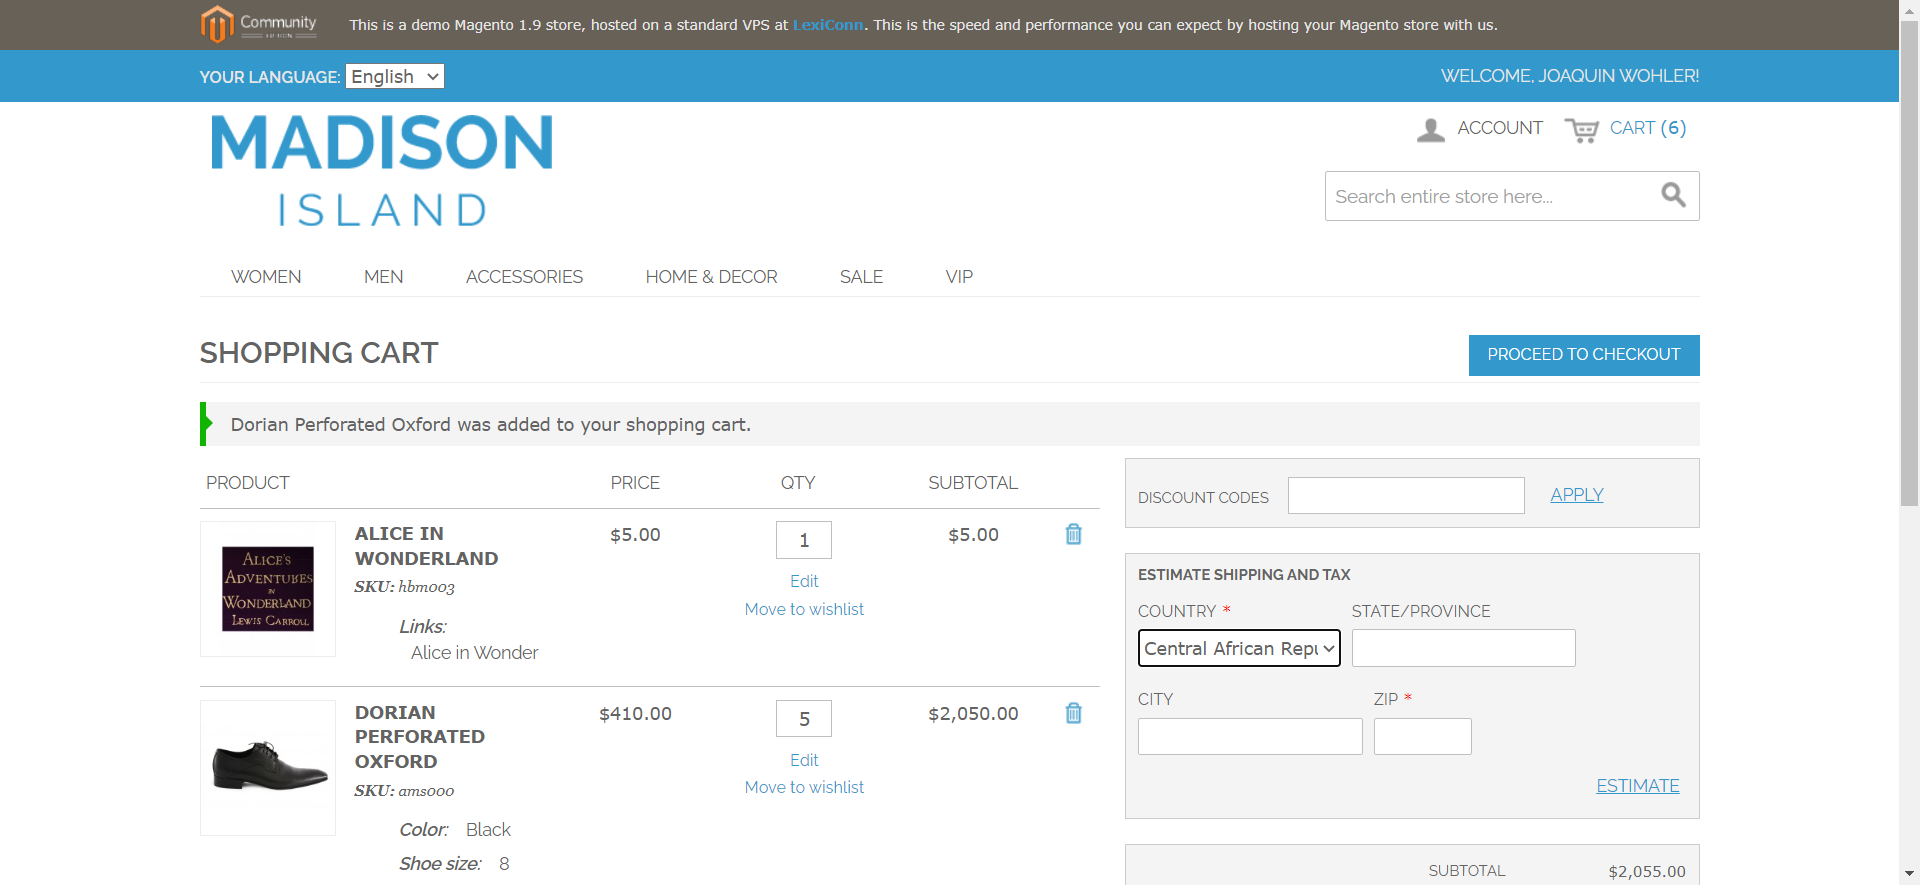 Community
This is a demo Magento 1.9 store, hosted on a standard VPS at LexiConn. This is the speed and performance you can expect by hosting your Magento store with us.
YOUR LANGUAGE: English
WELCOME, JOAQUIN WOHLER!
MADISON
ISLAND
ACCOUNT
CART (6)
Search entire store here...
WOMEN MEN ACCESSORIES HOME & DECOR SALE VIP
SHOPPING CART
PROCEED TO CHECKOUT
Dorian Perforated Oxford was added to your shopping cart.
PRODUCT PRICE QTY SUBTOTAL
ALICE'S
ADVENTURES
IN
WONDERLAND
LEWIS CARROLL
ALICE IN
WONDERLAND
SKU: hbm003
Links:
Alice in Wonder
$5.00
1
Edit
Move to wishlist
$5.00
DORIAN
PERFORATED
OXFORD
SKU: ams000
Color: Black
Shoe size: 8
$410.00
5
Edit
Move to wishlist
$2,050.00
DISCOUNT CODES
APPLY
ESTIMATE SHIPPING AND TAX
COUNTRY *
STATE/PROVINCE
Central African Repu
CITY
ZIP *
ESTIMATE
SUBTOTAL $2,055.00